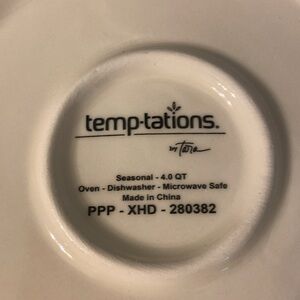 temp-tations.
by Tara
Seasonal - 4.0 QT
Oven - Dishwasher - Microwave Safe
Made in China
PPP - XHD - 280382